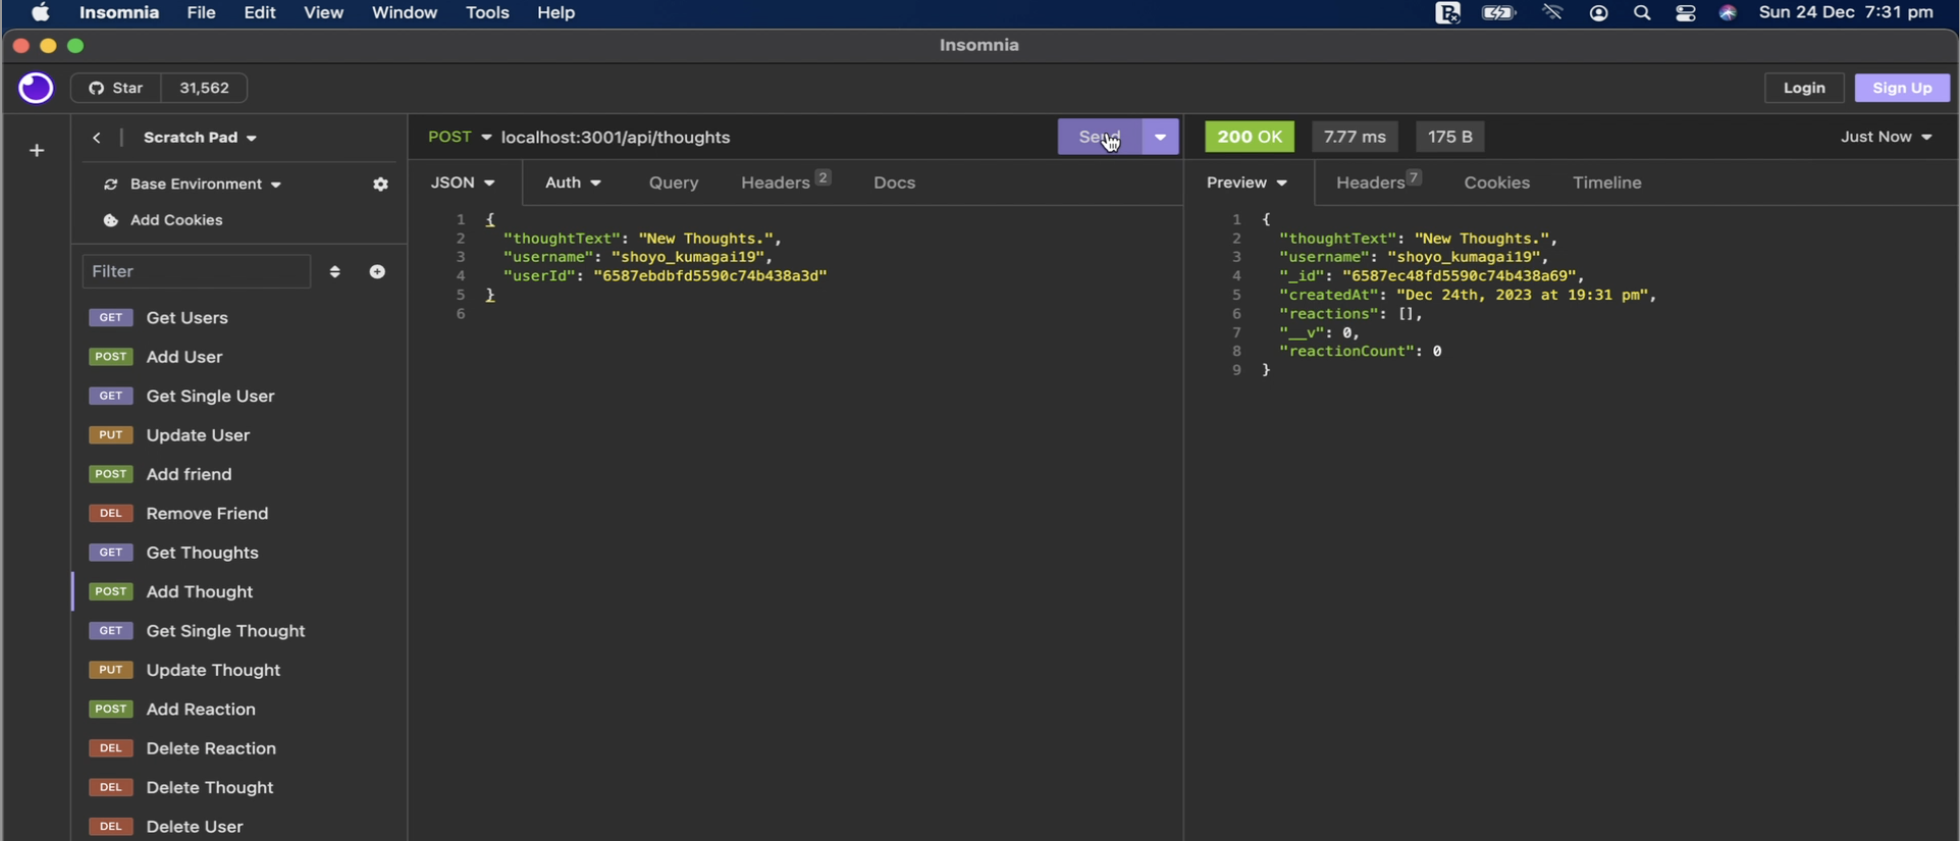 Insomnia File Edit View Window Tools Help Sun 24 Dec 7:31 pm
Insomnia
Star 31,562 Login Sign Up
Scratch Pad
Base Environment
Add Cookies
Filter
GET Get Users
POST Add User
GET Get Single User
PUT Update User
POST Add friend
DEL Remove Friend
GET Get Thoughts
POST Add Thought
GET Get Single Thought
PUT Update Thought
POST Add Reaction
DEL Delete Reaction
DEL Delete Thought
DEL Delete User
POST localhost:3001/api/thoughts Send
JSON Auth Query Headers 2 Docs
1 {
2 "thoughtText": "New Thoughts.",
3 "username": "shoyo_kumagai19",
4 "userId": "6587ebdbfd5590c74b438a3d"
5 }
6
200 OK 7.77 ms 175 B Just Now
Preview Headers 7 Cookies Timeline
1 {
2 "thoughtText": "New Thoughts.",
3 "username": "shoyo_kumagai19",
4 "_id": "6587ec48fd5590c74b438a69",
5 "createdAt": "Dec 24th, 2023 at 19:31 pm",
6 "reactions": [],
7 "__v": 0,
8 "reactionCount": 0
9 }